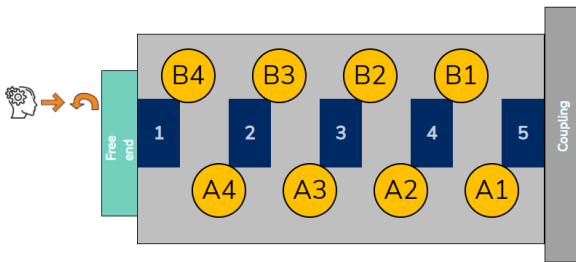 B4 B3 B2 B1
1 2 3 4 5
Free
end
Coupling
A4 A3 A2 A1